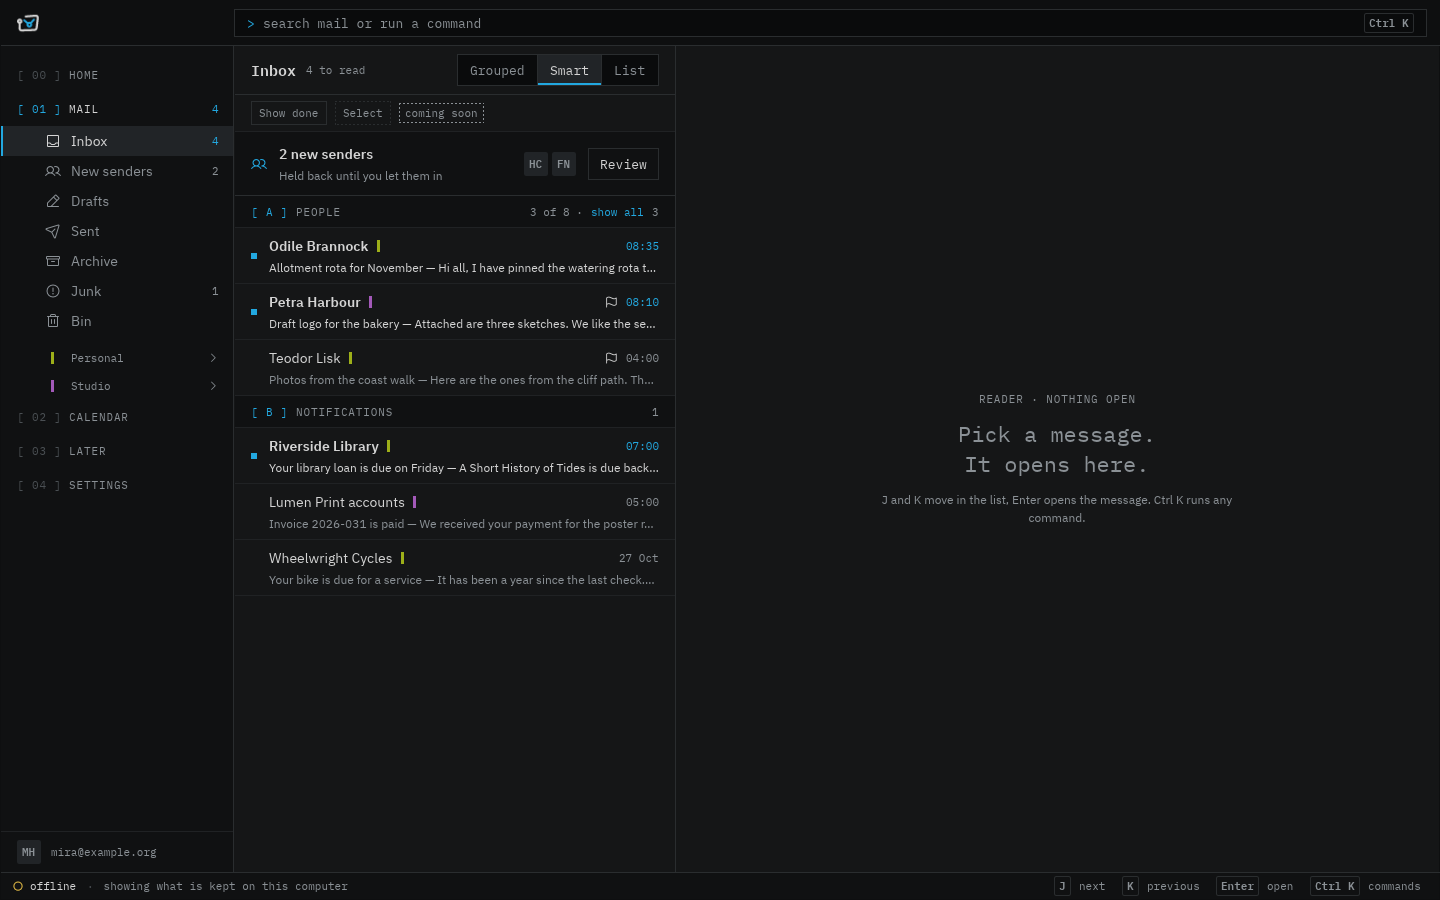 > search mail or run a command Ctrl K
[ 00 ] HOME
[ 01 ] MAIL 4
Inbox 4
New senders 2
Drafts
Sent
Archive
Junk 1
Bin
Personal
Studio
[ 02 ] CALENDAR
[ 03 ] LATER
[ 04 ] SETTINGS
MH mira@example.org
Inbox 4 to read Grouped Smart List
Show done Select coming soon
2 new senders
Held back until you let them in
HC FN Review
[ A ] PEOPLE 3 of 8 · show all 3
Odile Brannock 08:35
Allotment rota for November — Hi all, I have pinned the watering rota t…
Petra Harbour 08:10
Draft logo for the bakery — Attached are three sketches. We like the se…
Teodor Lisk 04:00
Photos from the coast walk — Here are the ones from the cliff path. Th…
[ B ] NOTIFICATIONS 1
Riverside Library 07:00
Your library loan is due on Friday — A Short History of Tides is due back…
Lumen Print accounts 05:00
Invoice 2026-031 is paid — We received your payment for the poster r…
Wheelwright Cycles 27 Oct
Your bike is due for a service — It has been a year since the last check.…
READER · NOTHING OPEN
Pick a message.
It opens here.
J and K move in the list, Enter opens the message. Ctrl K runs any
command.
offline · showing what is kept on this computer
J next K previous Enter open Ctrl K commands